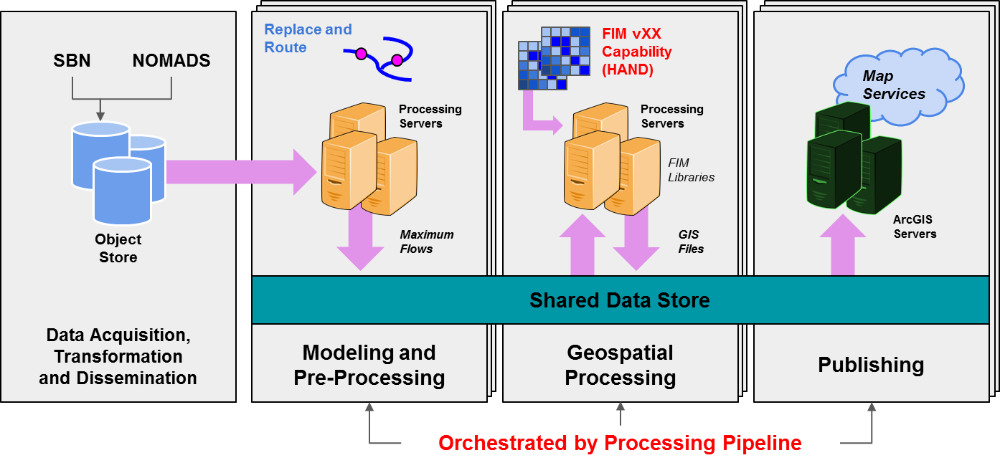 SBN
NOMADS
Object
Store
Data Acquisition,
Transformation
and Dissemination
Replace and
Route
Processing
Servers
Maximum
Flows
Modeling and
Pre-Processing
FIM vXX
Capability
(HAND)
Processing
Servers
FIM
Libraries
GIS
Files
Geospatial
Processing
Map
Services
ArcGIS
Servers
Publishing
Shared Data Store
Orchestrated by Processing Pipeline